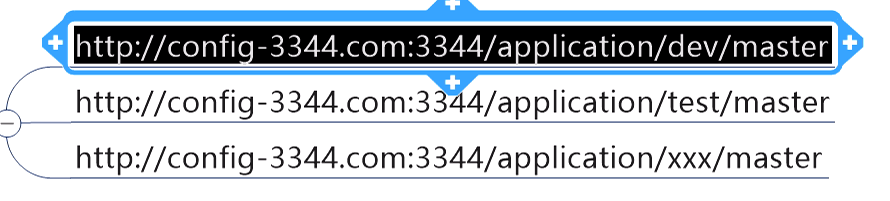 http://config-3344.com:3344/application/dev/master
http://config-3344.com:3344/application/test/master
http://config-3344.com:3344/application/xxx/master